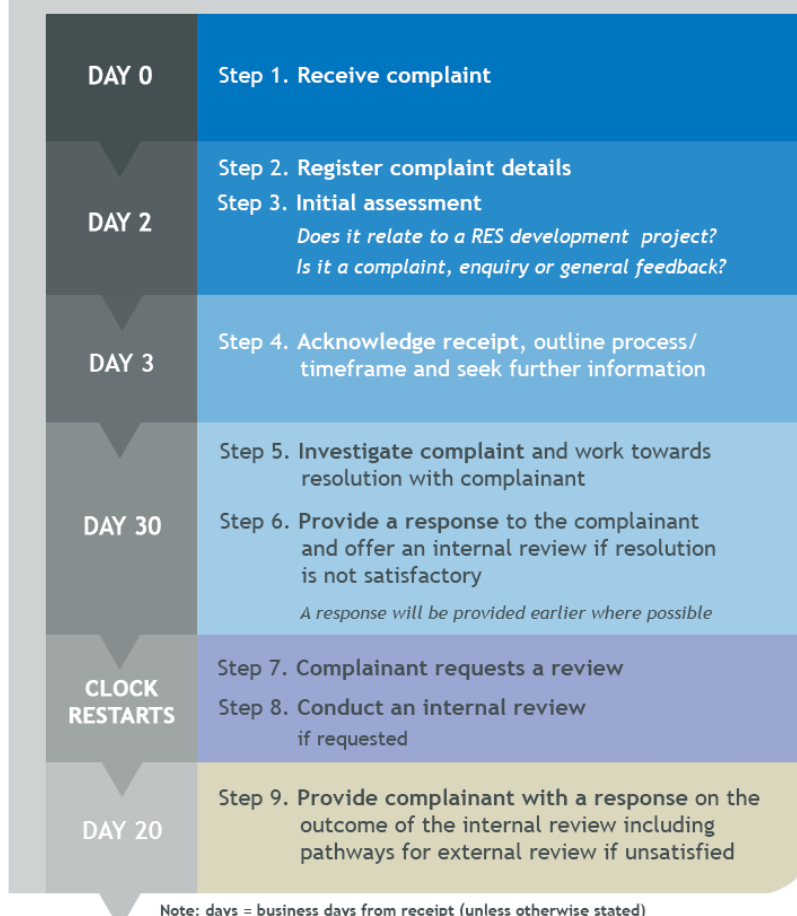 DAY 0
Step 1. Receive complaint
DAY 2
Step 2. Register complaint details
Step 3. Initial assessment
Does it relate to a RES development project?
Is it a complaint, enquiry or general feedback?
DAY 3
Step 4. Acknowledge receipt, outline process/
timeframe and seek further information
DAY 30
Step 5. Investigate complaint and work towards
resolution with complainant
Step 6. Provide a response to the complainant
and offer an internal review if resolution
is not satisfactory
A response will be provided earlier where possible
CLOCK
RESTARTS
Step 7. Complainant requests a review
Step 8. Conduct an internal review
if requested
DAY 20
Step 9. Provide complainant with a response on the
outcome of the internal review including
pathways for external review if unsatisfied
Note: days = business days from receipt (unless otherwise stated)